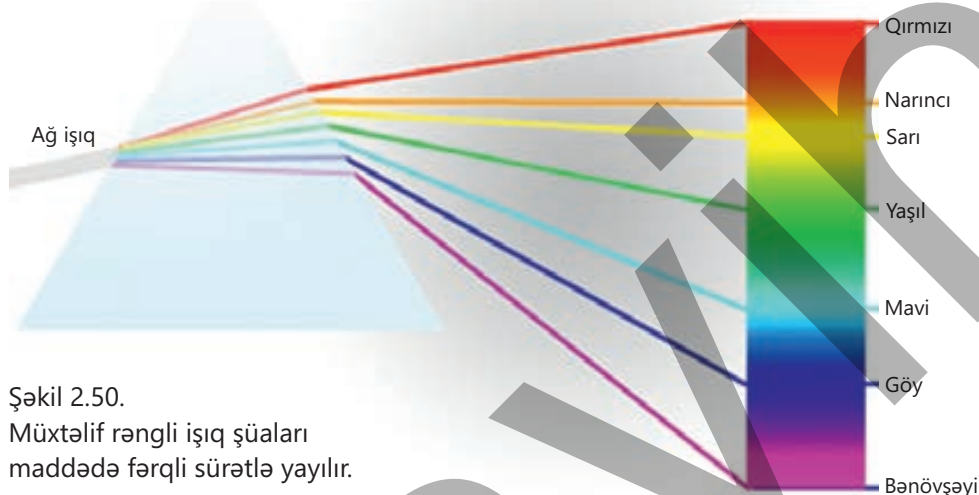 Ağ işıq
Qırmızı
Narıncı
Sarı
Yaşıl
Mavi
Göy
Bənövşəyi
Şəkil 2.50.
Müxtəlif rəngli işıq şüaları
maddədə fərqli sürətlə yayılır.